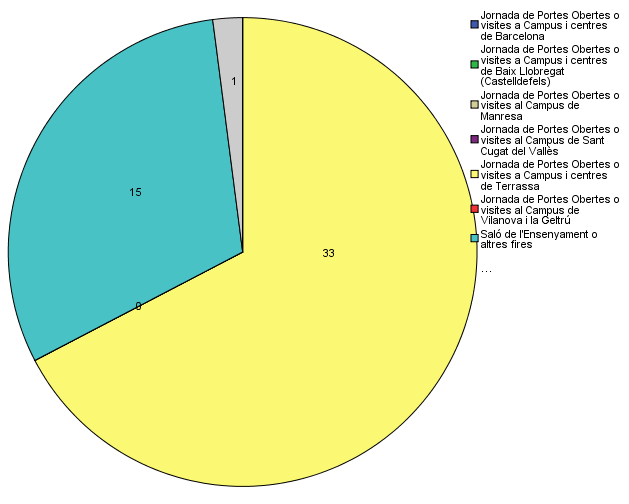 Jornada de Portes Obertes o
visites a Campus i centres
de Barcelona
Jornada de Portes Obertes o
visites a Campus i centres
de Baix Llobregat
(Castelldefels)
Jornada de Portes Obertes o
visites al Campus de
Manresa
Jornada de Portes Obertes o
visites al Campus de Sant
Cugat del Vallès
Jornada de Portes Obertes o
visites a Campus i centres
de Terrassa
Jornada de Portes Obertes o
visites al Campus de
Vilanova i la Geltrú
Saló de l'Ensenyament o
altres fires
...
1
15
33
0